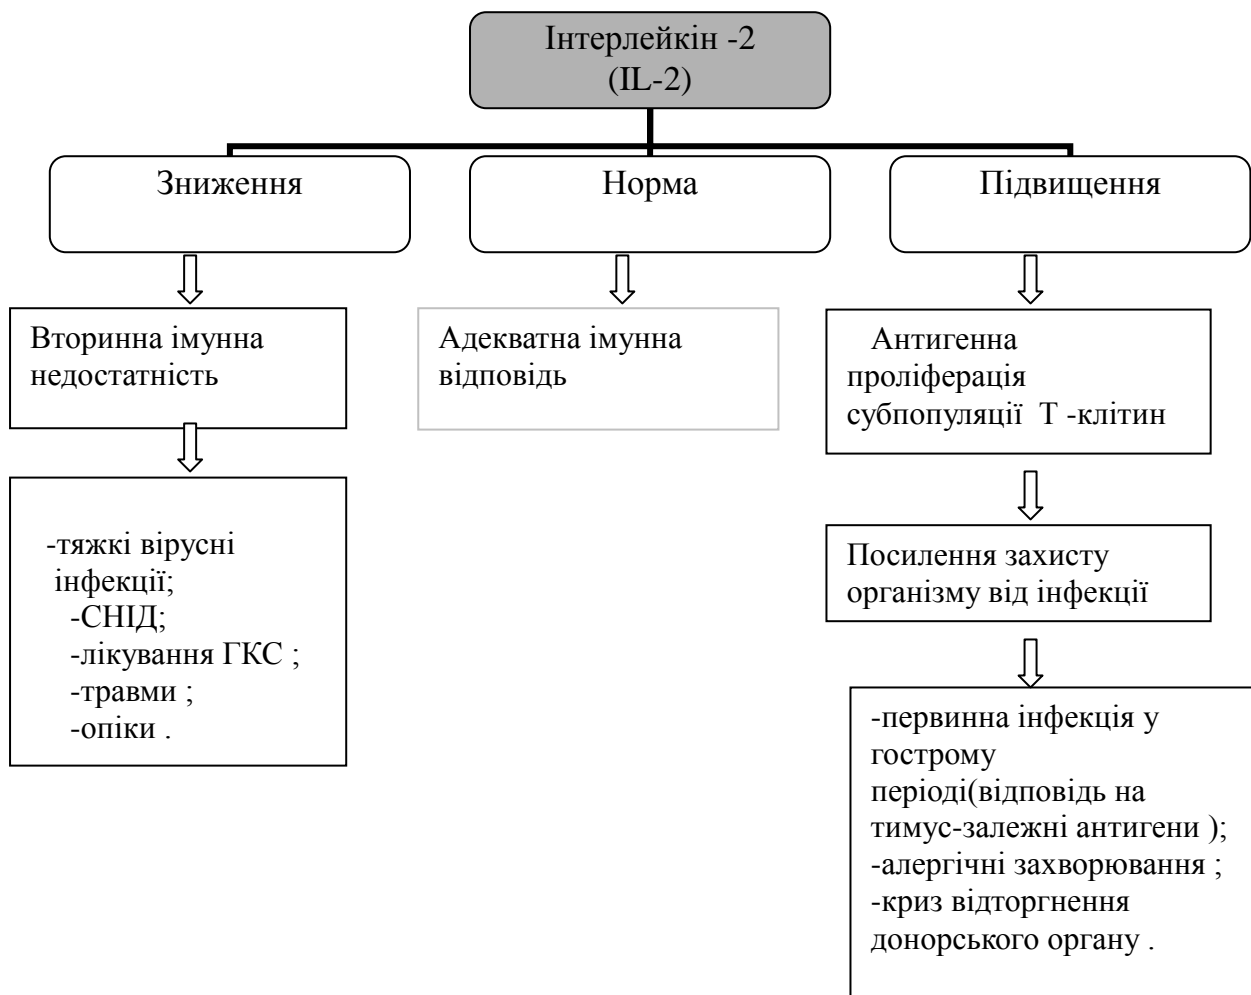 Інтерлейкін -2
(IL-2)
Зниження
Норма
Підвищення
Вторинна імунна
недостатність
Адекватна імунна
відповідь
Антигенна
проліферація
субпопуляції Т -клітин
-тяжкі вірусні
інфекції;
-СНІД;
-лікування ГКС ;
-травми ;
-опіки .
Посилення захисту
організму від інфекції
-первинна інфекція у
гострому
періоді(відповідь на
тимус-залежні антигени );
-алергічні захворювання ;
-криз відторгнення
донорського органу .